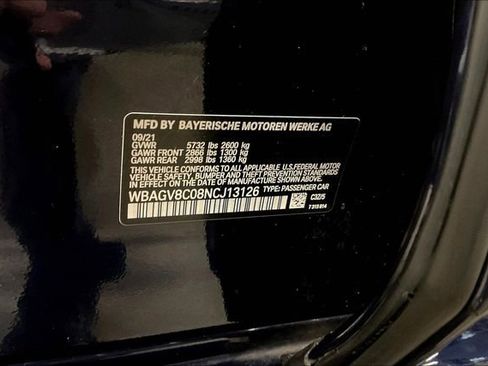 MFD BY BAYERISCHE MOTOREN WERKE AG
09/21
GVWR 5732 lbs 2600 kg
GAWR FRONT 2866 lbs 1300 kg
GAWR REAR 2998 lbs 1360 kg
THIS VEHICLE CONFORMS TO ALL APPLICABLE U.S. FEDERAL MOTOR
VEHICLE SAFETY, BUMPER AND THEFT PREVENTION STANDARDS
IN EFFECT ON THE DATE OF MANUFACTURE SHOWN ABOVE.
WBAGV8C08NCJ13126 TYPE: PASSENGER CAR
C32/5